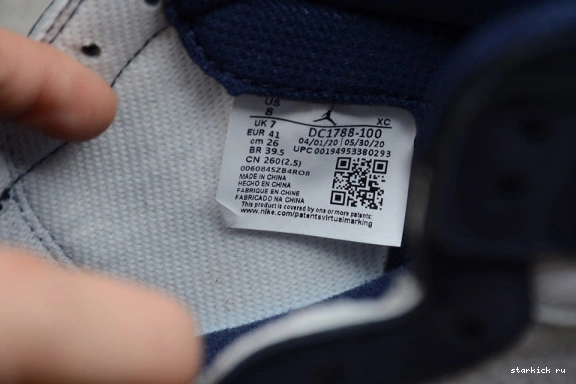 US
8 XC
UK 7 DC1788-100
EUR 41 04/01/20 05/30/20
cm 26 UPC 00194953380293
BR 39.5
CN 260(2.5)
006084SZB4RO8
MADE IN CHINA
HECHO EN CHINA
FABRIQUE EN CHINE
FABRICADO NA CHINA
This product is covered by one or more patents:
www.nike.com/patentsvirtualmarking
starkick ru